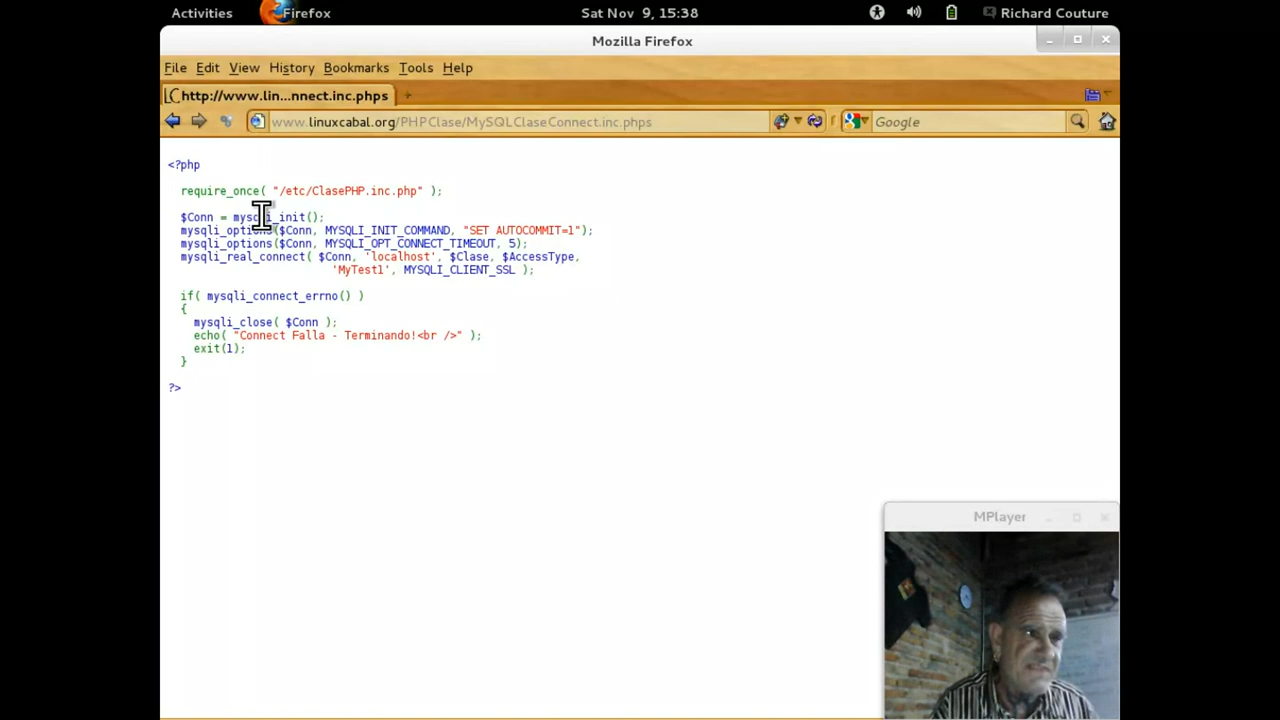 Activities Firefox Sat Nov 9, 15:38 Richard Couture
Mozilla Firefox
File Edit View History Bookmarks Tools Help
http://www.lin...nnect.inc.phps
www.linuxcabal.org/PHPClase/MySQLClaseConnect.inc.phps Google
<?php
require_once( "/etc/ClasePHP.inc.php" );
$Conn = mysqli_init();
mysqli_options($Conn, MYSQLI_INIT_COMMAND, "SET AUTOCOMMIT=1");
mysqli_options($Conn, MYSQLI_OPT_CONNECT_TIMEOUT, 5);
mysqli_real_connect( $Conn, 'localhost', $Clase, $AccessType,
'MyTest1', MYSQLI_CLIENT_SSL );
if( mysqli_connect_errno() )
{
mysqli_close( $Conn );
echo( "Connect Falla - Terminando!<br />" );
exit(1);
}
?>
MPlayer